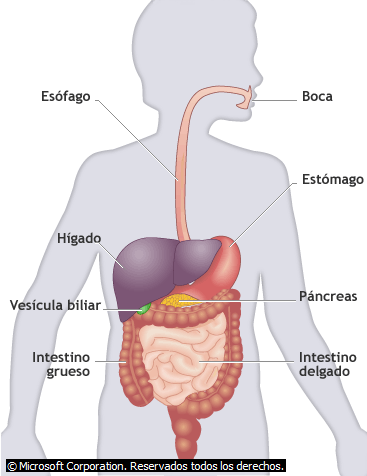 Esófago
Boca
Estómago
Hígado
Vesícula biliar
Páncreas
Intestino
grueso
Intestino
delgado
© Microsoft Corporation. Reservados todos los derechos.